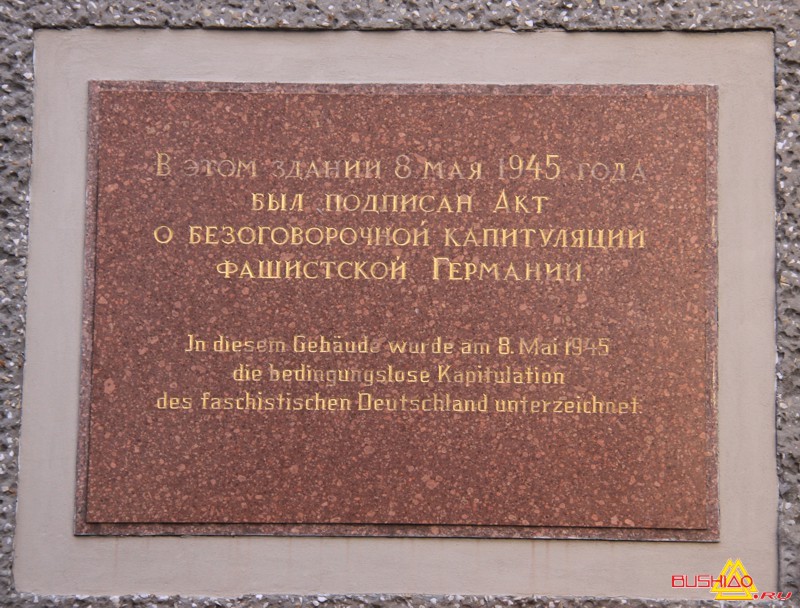 В этом здании 8 мая 1945 года
был подписан Акт
о безоговорочной капитуляции
фашистской Германии
In diesem Gebäude wurde am 8. Mai 1945
die bedingungslose Kapitulation
des faschistischen Deutschland unterzeichnet.
BUSHIDO
.RU